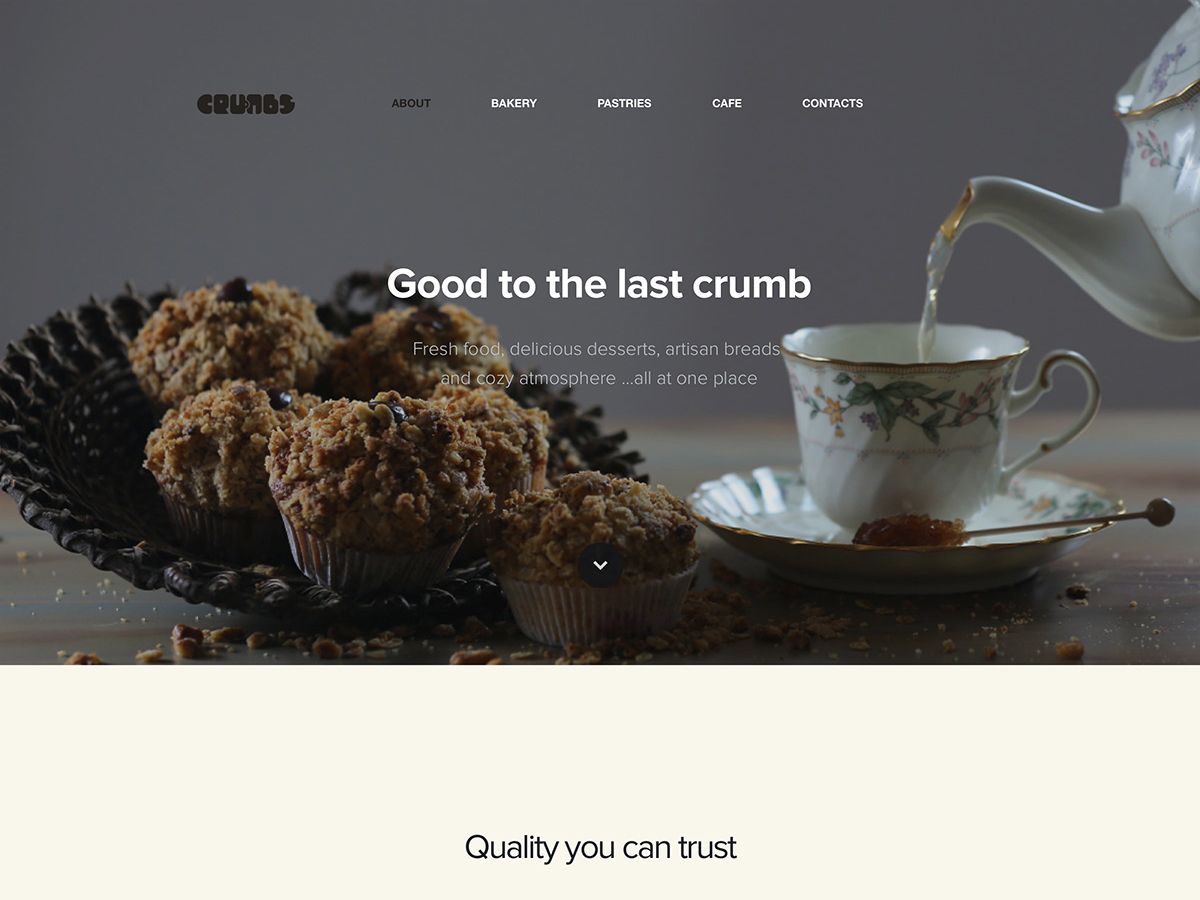 CRUMBS
ABOUT BAKERY PASTRIES CAFE CONTACTS
Good to the last crumb
Fresh food, delicious desserts, artisan breads
and cozy atmosphere ...all at one place
Quality you can trust